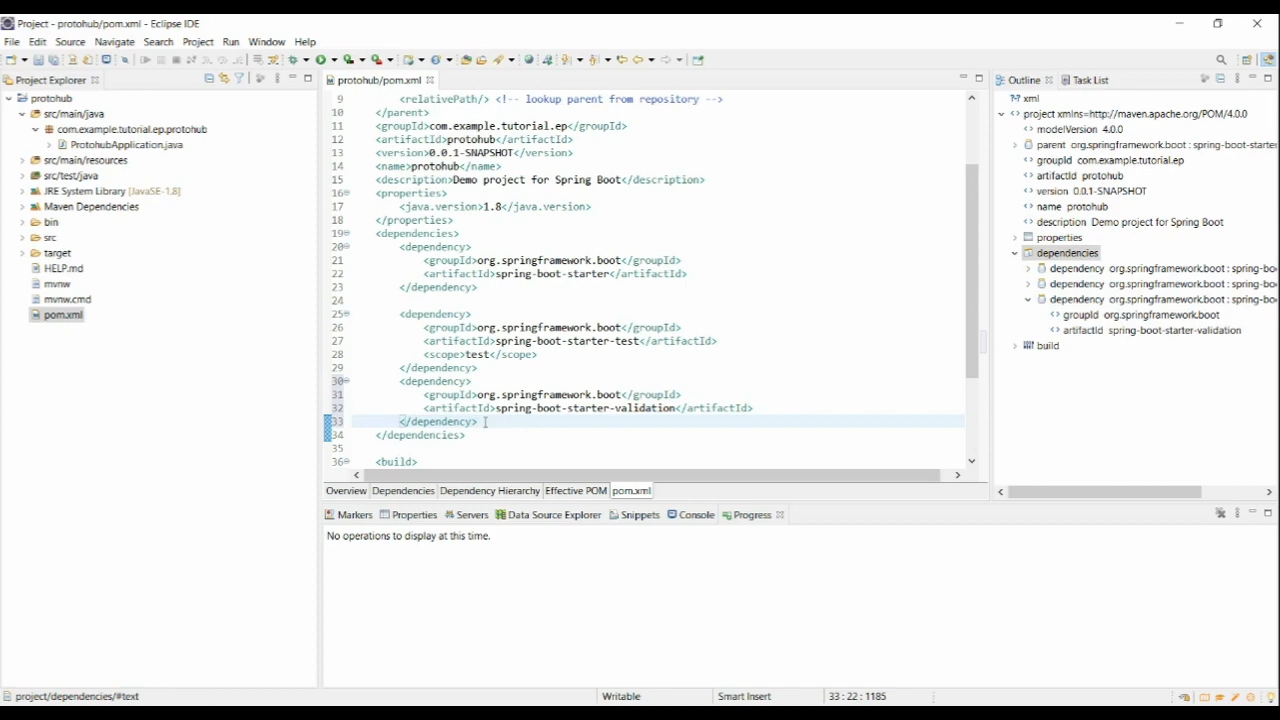 Project - protohub/pom.xml - Eclipse IDE
File Edit Source Navigate Search Project Run Window Help
Project Explorer
protohub
src/main/java
com.example.tutorial.ep.protohub
ProtohubApplication.java
src/main/resources
src/test/java
JRE System Library [JavaSE-1.8]
Maven Dependencies
bin
src
target
HELP.md
mvnw
mvnw.cmd
pom.xml
protohub/pom.xml
9 <relativePath/> <!-- lookup parent from repository -->
10 </parent>
11 <groupId>com.example.tutorial.ep</groupId>
12 <artifactId>protohub</artifactId>
13 <version>0.0.1-SNAPSHOT</version>
14 <name>protohub</name>
15 <description>Demo project for Spring Boot</description>
16 <properties>
17 <java.version>1.8</java.version>
18 </properties>
19 <dependencies>
20 <dependency>
21 <groupId>org.springframework.boot</groupId>
22 <artifactId>spring-boot-starter</artifactId>
23 </dependency>
24
25 <dependency>
26 <groupId>org.springframework.boot</groupId>
27 <artifactId>spring-boot-starter-test</artifactId>
28 <scope>test</scope>
29 </dependency>
30 <dependency>
31 <groupId>org.springframework.boot</groupId>
32 <artifactId>spring-boot-starter-validation</artifactId>
33 </dependency>
34 </dependencies>
35
36 <build>
Overview Dependencies Dependency Hierarchy Effective POM pom.xml
Markers Properties Servers Data Source Explorer Snippets Console Progress
No operations to display at this time.
Outline Task List
xml
project xmlns=http://maven.apache.org/POM/4.0.0
modelVersion 4.0.0
parent org.springframework.boot : spring-boot-starte
groupId com.example.tutorial.ep
artifactId protohub
version 0.0.1-SNAPSHOT
name protohub
description Demo project for Spring Boot
properties
dependencies
dependency org.springframework.boot : spring-bo
dependency org.springframework.boot : spring-bo
dependency org.springframework.boot : spring-bo
groupId org.springframework.boot
artifactId spring-boot-starter-validation
build
project/dependencies/#text Writable Smart Insert 33 : 22 : 1185